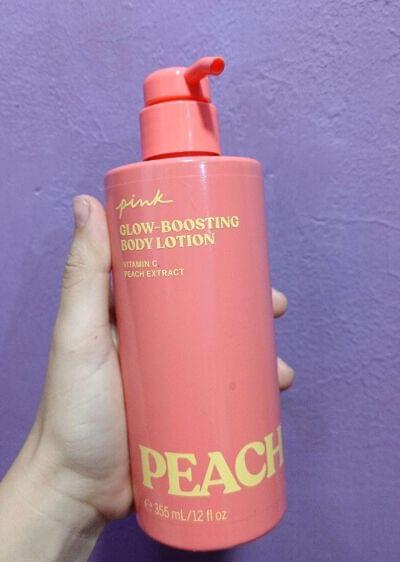 pink
GLOW-BOOSTING
BODY LOTION
VITAMIN C
PEACH EXTRACT
PEACH
℮ 355 mL/12 fl oz